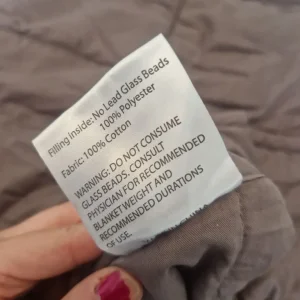 Filling Inside:No Lead Glass Beads
100% Polyester
Fabric:100% Cotton
WARNING: DO NOT CONSUME
GLASS BEADS. CONSULT
PHYSICIAN FOR RECOMMENDED
BLANKET WEIGHT AND
RECOMMENDED DURATIONS
OF USE.